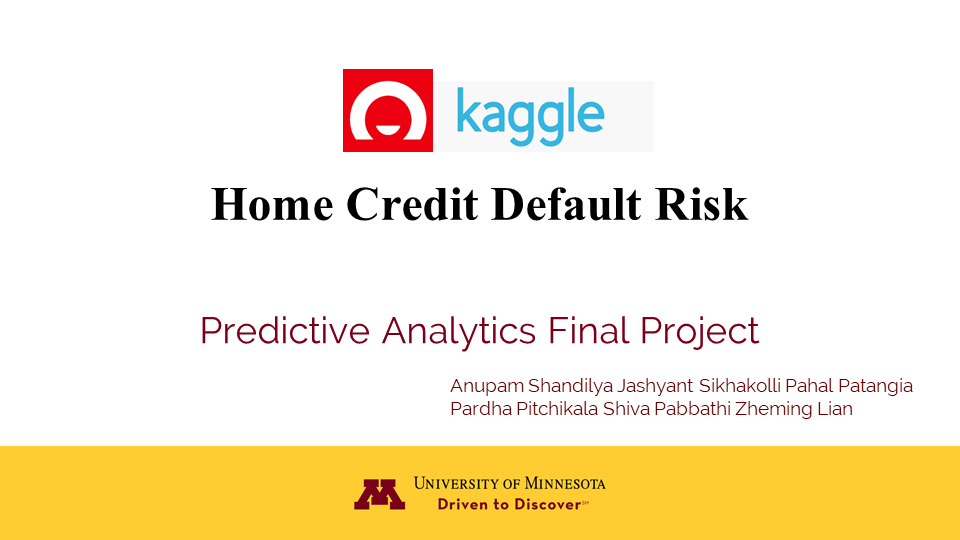 kaggle
Home Credit Default Risk
Predictive Analytics Final Project
Anupam Shandilya Jashyant Sikhakolli Pahal Patangia
Pardha Pitchikala Shiva Pabbathi Zheming Lian
UNIVERSITY OF MINNESOTA
Driven to Discover℠